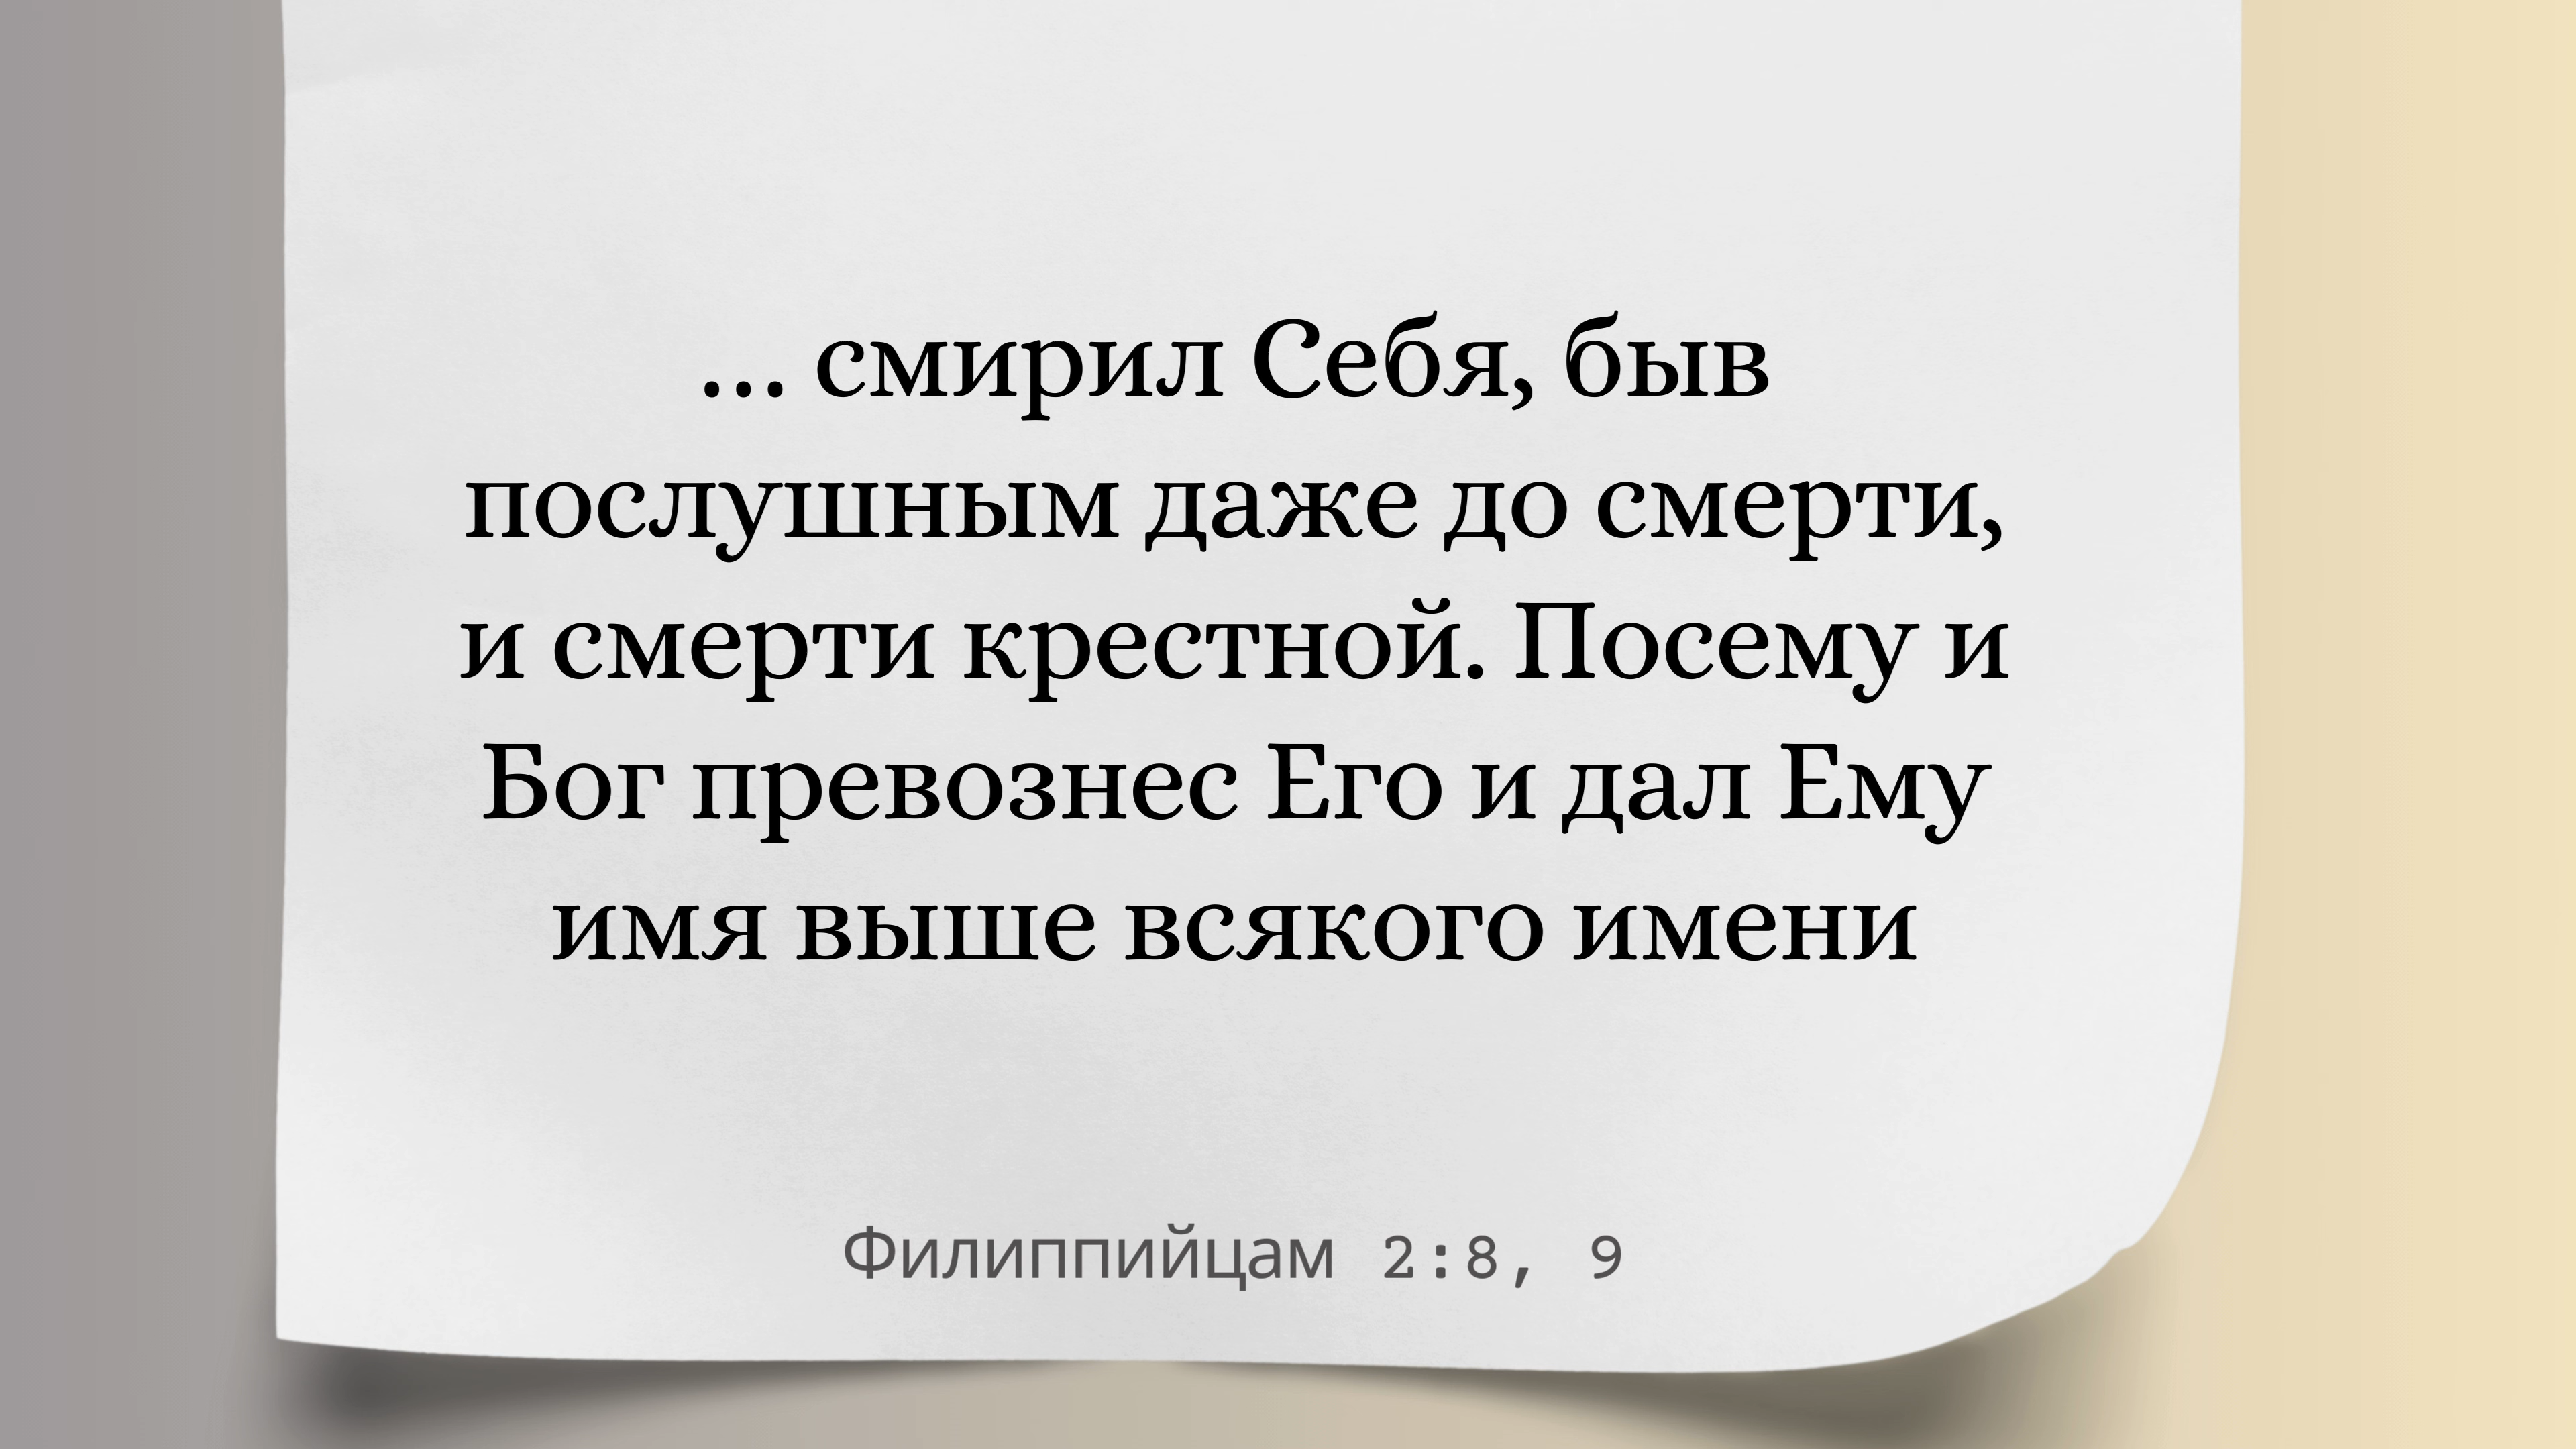 ... смирил Себя, быв
послушным даже до смерти,
и смерти крестной. Посему и
Бог превознес Его и дал Ему
имя выше всякого имени
Филиппийцам 2:8, 9